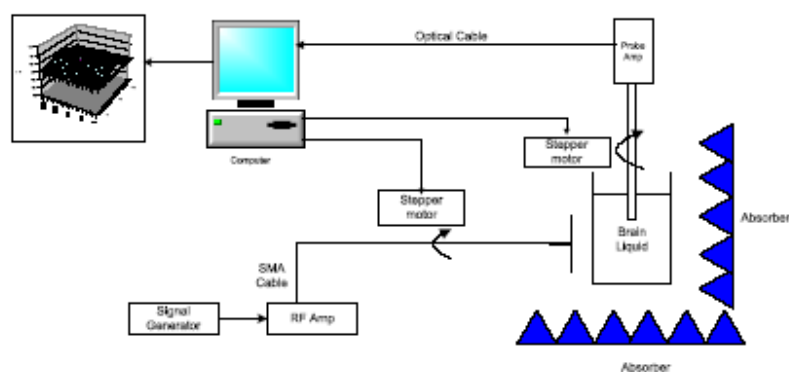 Optical Cable
Probe
Amp
Stepper
motor
Computer
Stepper
motor
Absorber
Brain
Liquid
SMA
Cable
Signal
Generator
RF Amp
Absorber